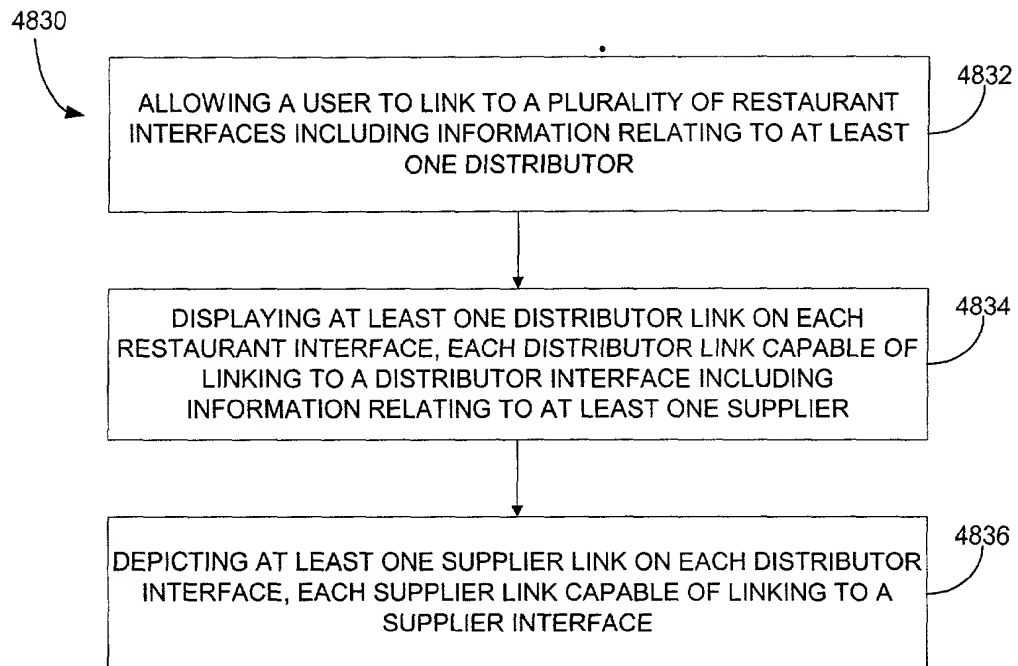 4830
4832
ALLOWING A USER TO LINK TO A PLURALITY OF RESTAURANT
INTERFACES INCLUDING INFORMATION RELATING TO AT LEAST
ONE DISTRIBUTOR
4834
DISPLAYING AT LEAST ONE DISTRIBUTOR LINK ON EACH
RESTAURANT INTERFACE, EACH DISTRIBUTOR LINK CAPABLE OF
LINKING TO A DISTRIBUTOR INTERFACE INCLUDING
INFORMATION RELATING TO AT LEAST ONE SUPPLIER
4836
DEPICTING AT LEAST ONE SUPPLIER LINK ON EACH DISTRIBUTOR
INTERFACE, EACH SUPPLIER LINK CAPABLE OF LINKING TO A
SUPPLIER INTERFACE